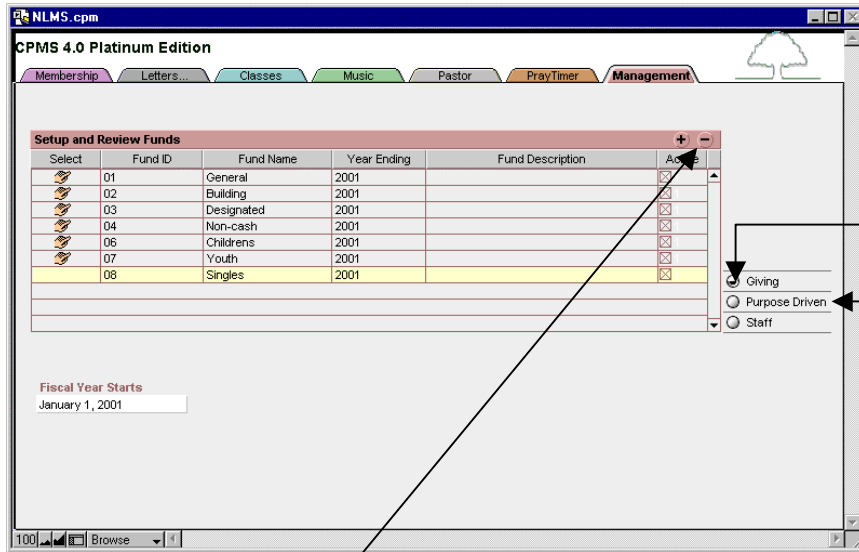 NLMS.cpm
CPMS 4.0 Platinum Edition
Membership Letters... Classes Music Pastor PrayTimer Management
Setup and Review Funds
Select Fund ID Fund Name Year Ending Fund Description
01 General 2001
02 Building 2001
03 Designated 2001
04 Non-cash 2001
06 Childrens 2001
07 Youth 2001
08 Singles 2001
Giving
Purpose Driven
Staff
Fiscal Year Starts
January 1, 2001
100 Browse